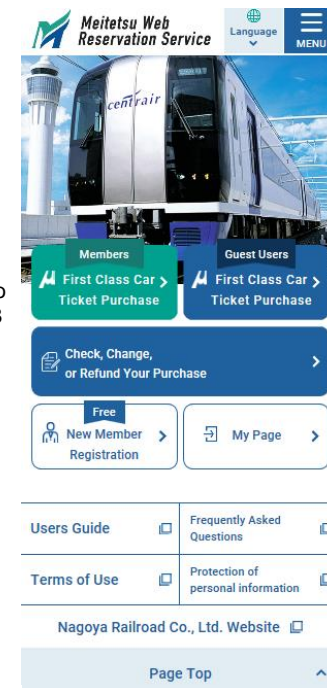 Meitetsu Web
Reservation Service
Language
MENU
centrair
Members
First Class Car
Ticket Purchase
Guest Users
First Class Car
Ticket Purchase
Check, Change,
or Refund Your Purchase
Free
New Member
Registration
My Page
Users Guide
Frequently Asked
Questions
Terms of Use
Protection of
personal information
Nagoya Railroad Co., Ltd. Website
Page Top